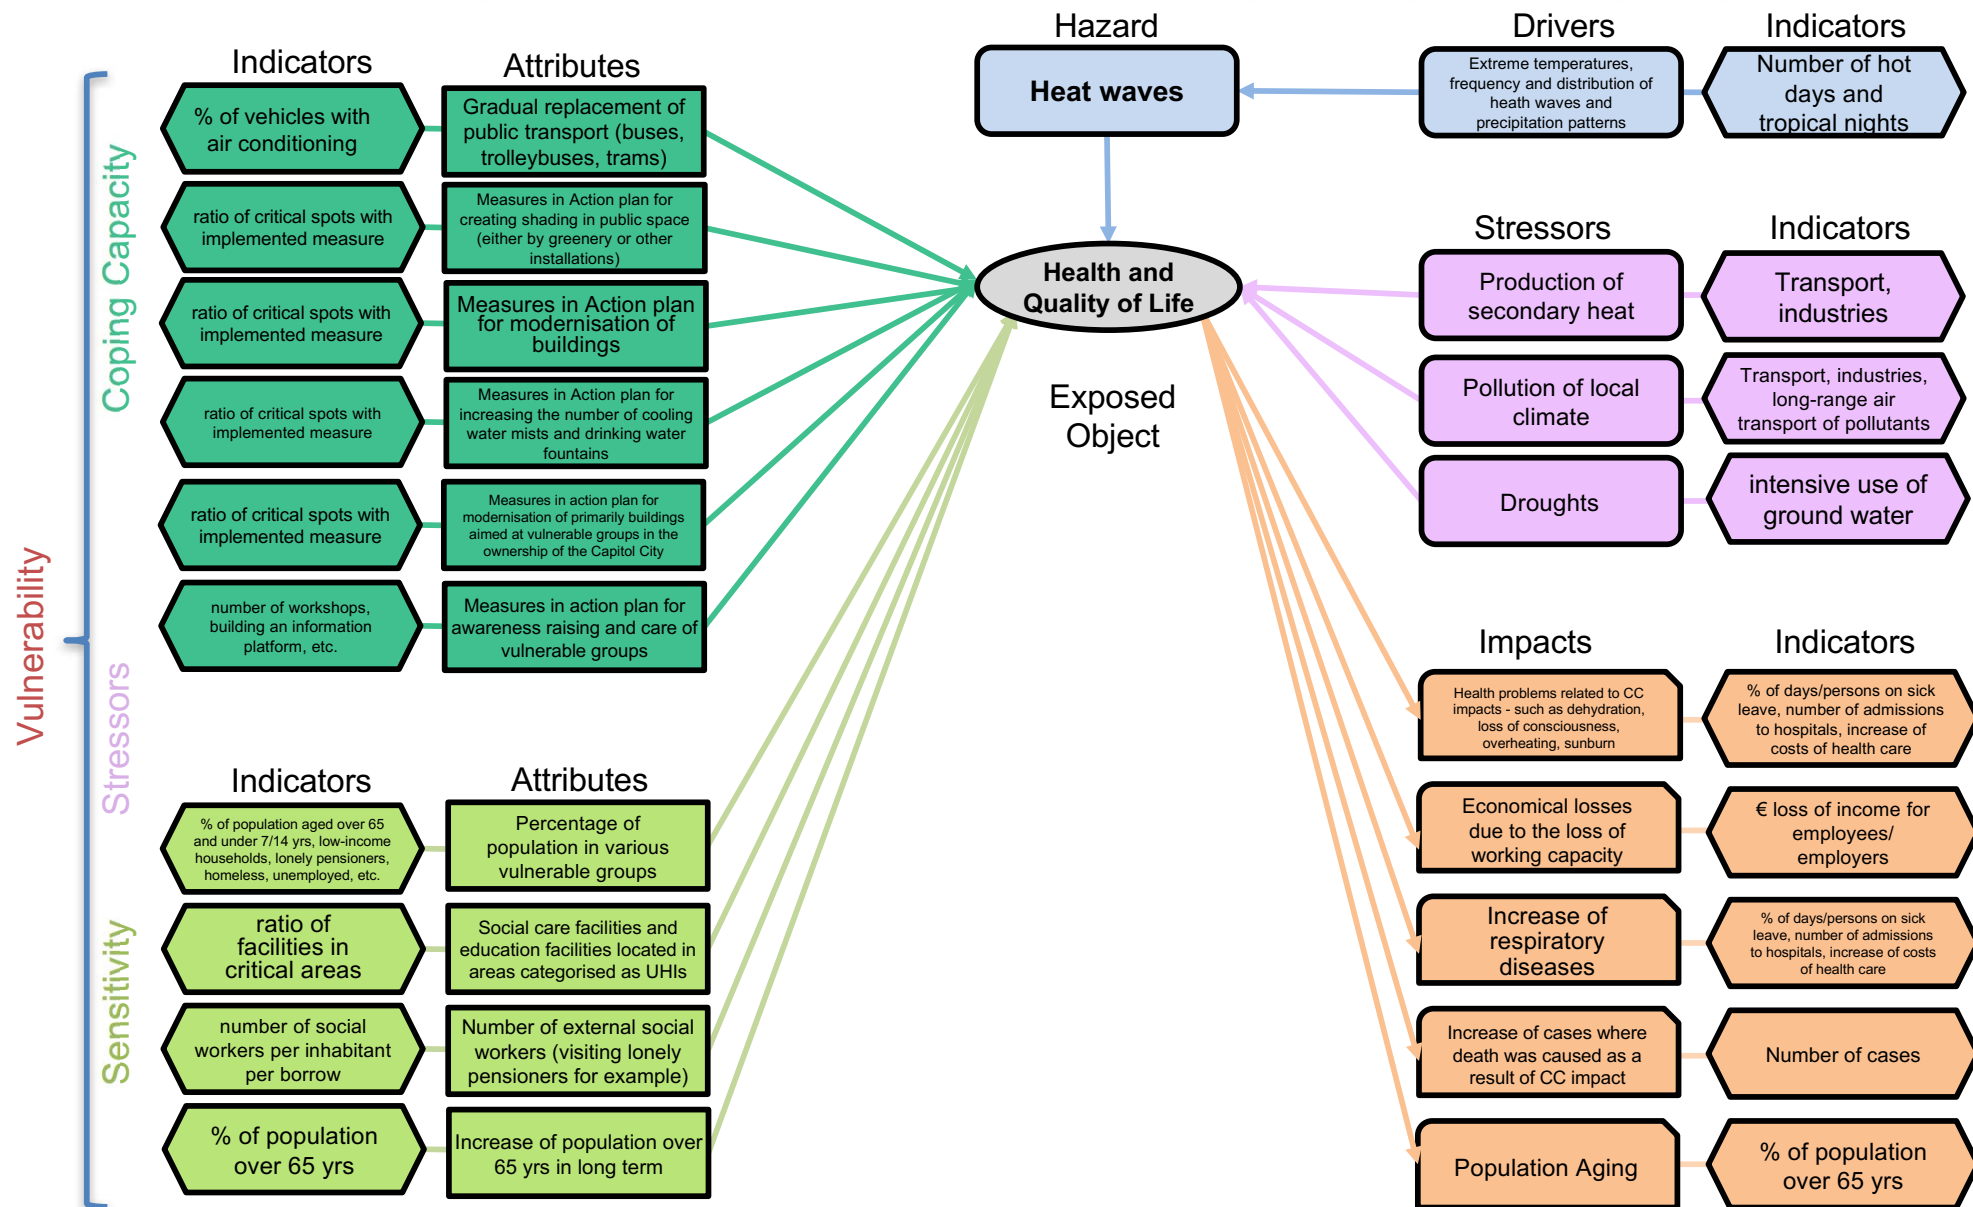 Hazard
Heat waves
Drivers
Extreme temperatures,
frequency and distribution of
heath waves and
precipitation patterns
Indicators
Number of hot
days and
tropical nights
Vulnerability
Coping Capacity
Stressors
Sensitivity
Indicators
Attributes
% of vehicles with
air conditioning
Gradual replacement of
public transport (buses,
trolleybuses, trams)
ratio of critical spots with
implemented measure
Measures in Action plan for
creating shading in public space
(either by greenery or other
installations)
ratio of critical spots with
implemented measure
Measures in Action plan
for modernisation of
buildings
ratio of critical spots with
implemented measure
Measures in Action plan for
increasing the number of cooling
water mists and drinking water
fountains
ratio of critical spots with
implemented measure
Measures in action plan for
modernisation of primarily buildings
aimed at vulnerable groups in the
ownership of the Capitol City
number of workshops,
building an information
platform, etc.
Measures in action plan for
awareness raising and care of
vulnerable groups
Indicators
Attributes
% of population aged over 65
and under 7/14 yrs, low-income
households, lonely pensioners,
homeless, unemployed, etc.
Percentage of
population in various
vulnerable groups
ratio of
facilities in
critical areas
Social care facilities and
education facilities located in
areas categorised as UHIs
number of social
workers per inhabitant
per borrow
Number of external social
workers (visiting lonely
pensioners for example)
% of population
over 65 yrs
Increase of population over
65 yrs in long term
Health and
Quality of Life
Exposed
Object
Stressors
Indicators
Production of
secondary heat
Transport,
industries
Pollution of local
climate
Transport, industries,
long-range air
transport of pollutants
Droughts
intensive use of
ground water
Impacts
Indicators
Health problems related to CC
impacts - such as dehydration,
loss of consciousness,
overheating, sunburn
% of days/persons on sick
leave, number of admissions
to hospitals, increase of
costs of health care
Economical losses
due to the loss of
working capacity
€ loss of income for
employees/
employers
Increase of
respiratory
diseases
% of days/persons on sick
leave, number of admissions
to hospitals, increase of costs
of health care
Increase of cases where
death was caused as a
result of CC impact
Number of cases
Population Aging
% of population
over 65 yrs